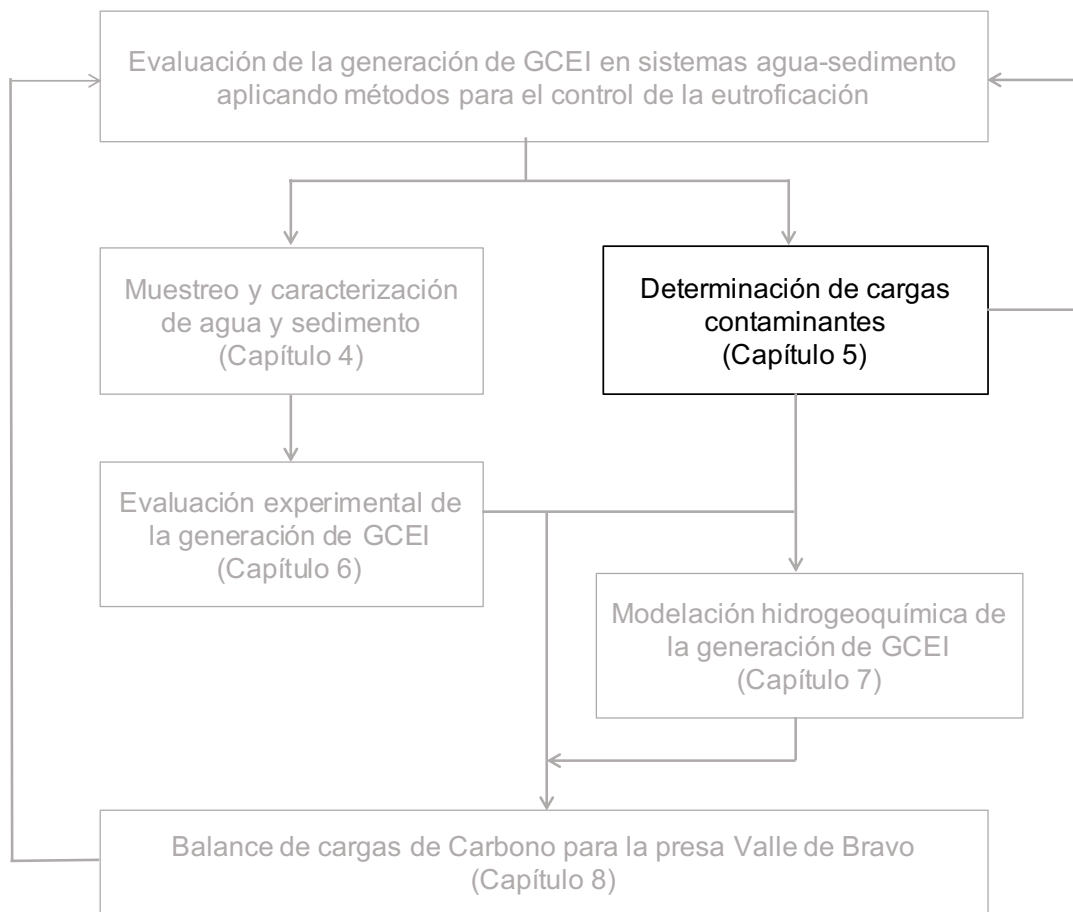 Evaluación de la generación de GCEI en sistemas agua-sedimento
aplicando métodos para el control de la eutroficación
Muestreo y caracterización
de agua y sedimento
(Capítulo 4)
Determinación de cargas
contaminantes
(Capítulo 5)
Evaluación experimental de
la generación de GCEI
(Capítulo 6)
Modelación hidrogeoquímica de
la generación de GCEI
(Capítulo 7)
Balance de cargas de Carbono para la presa Valle de Bravo
(Capítulo 8)